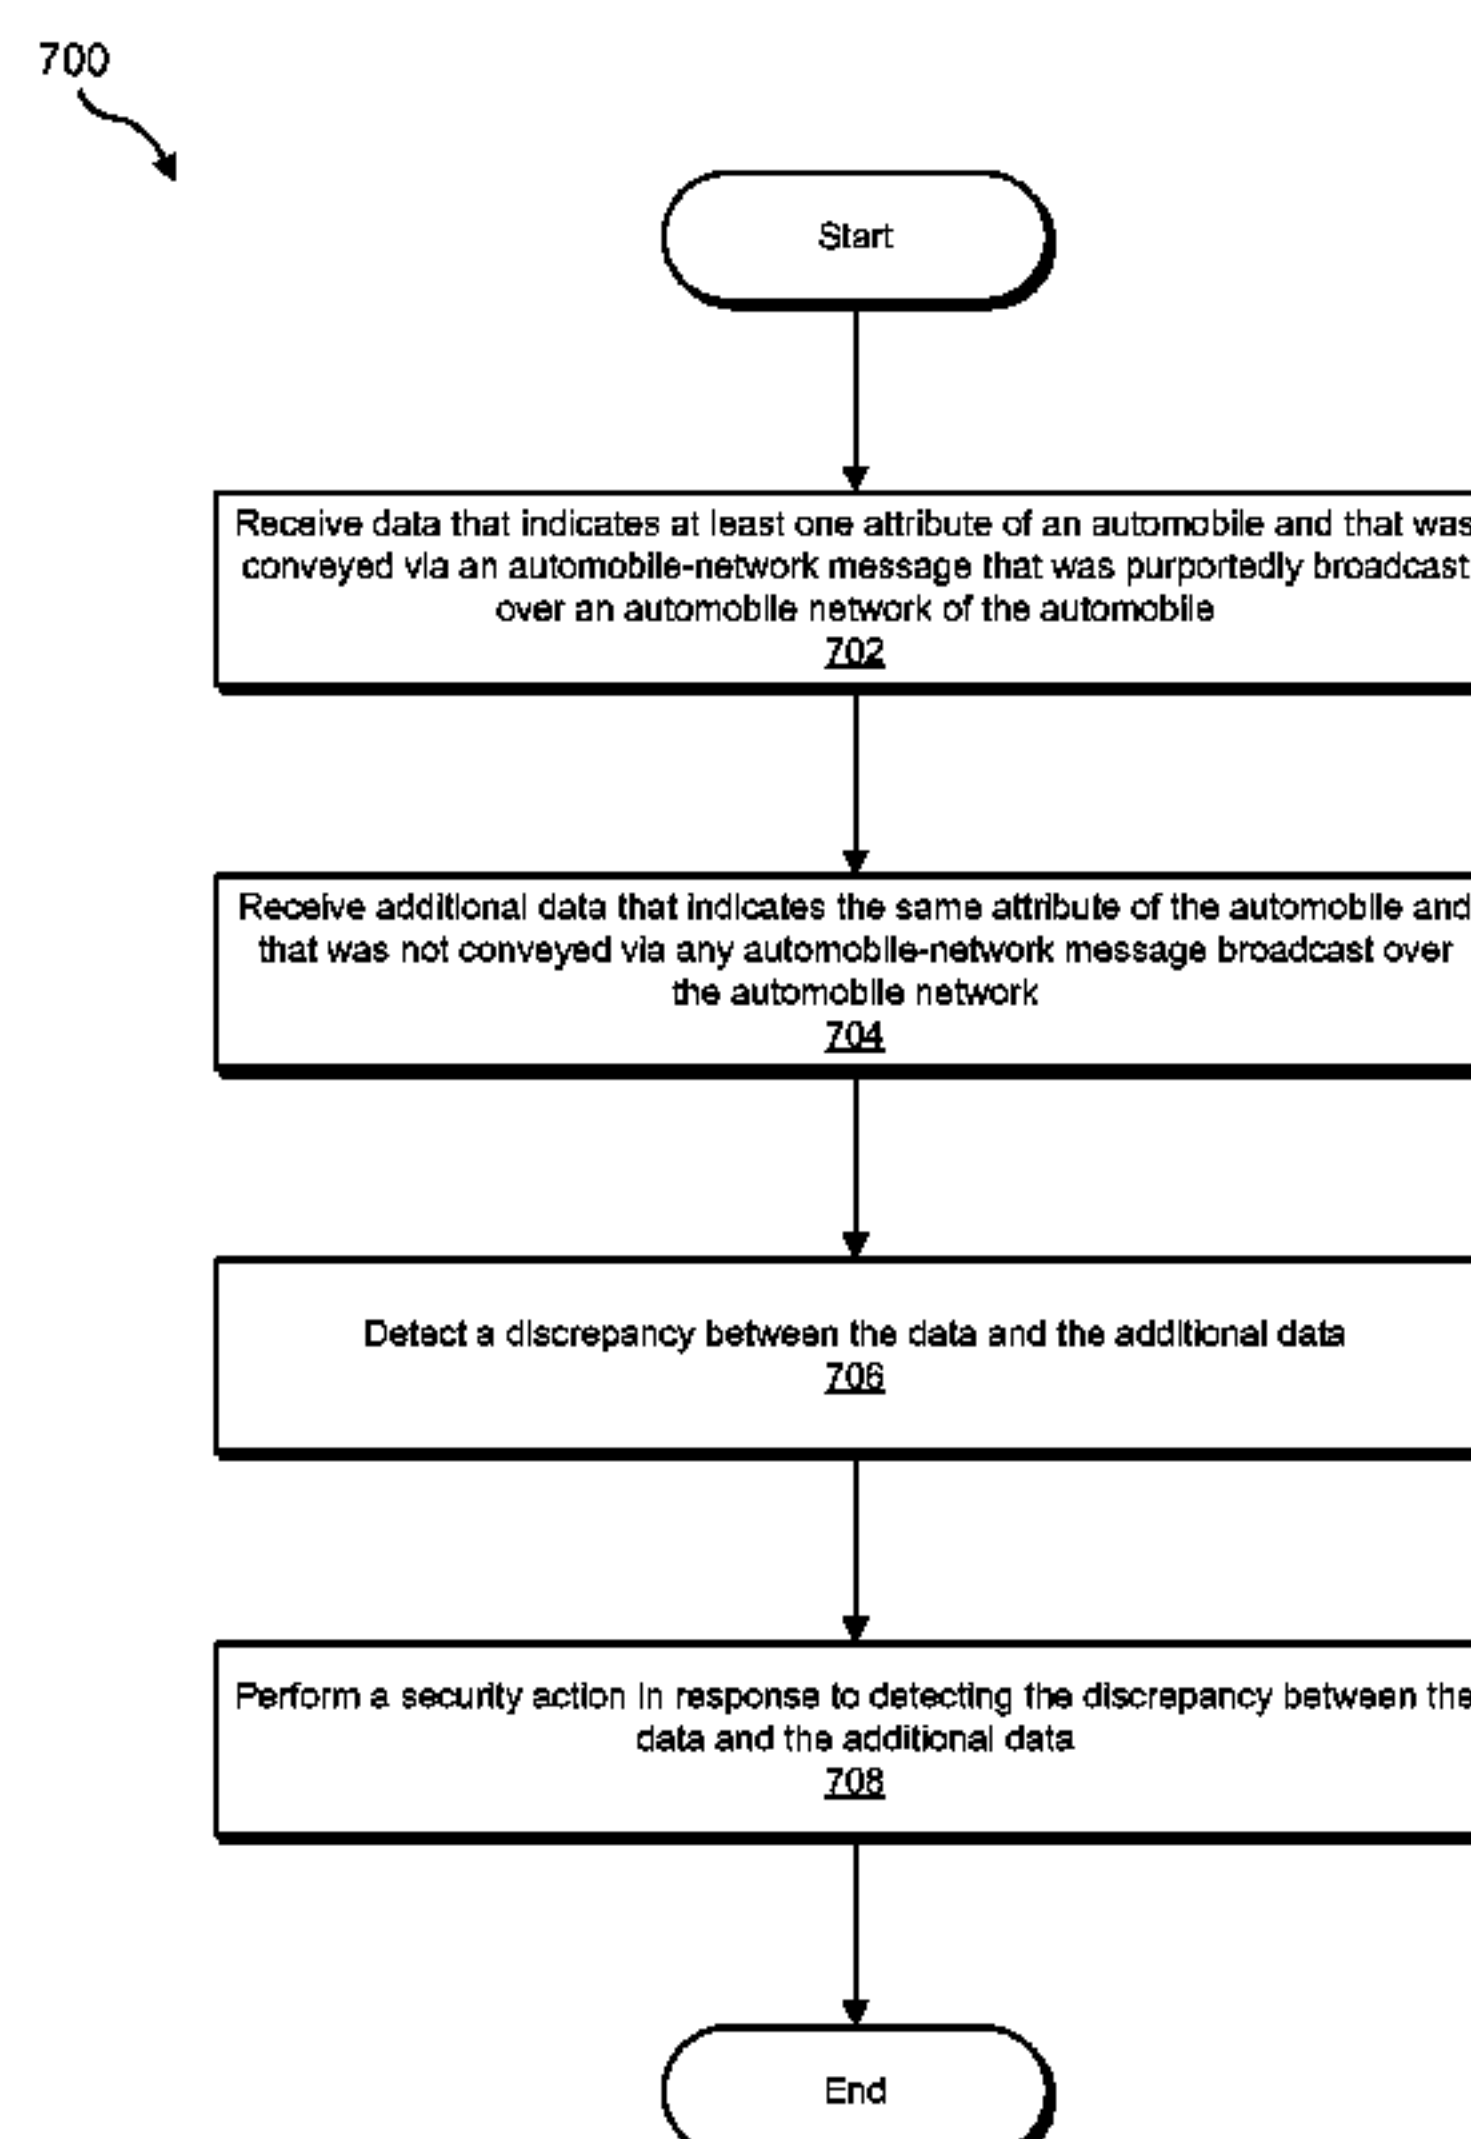 700
Start
Receive data that indicates at least one attribute of an automobile and that was
conveyed via an automobile-network message that was purportedly broadcast
over an automobile network of the automobile
702
Receive additional data that indicates the same attribute of the automobile and
that was not conveyed via any automobile-network message broadcast over
the automobile network
704
Detect a discrepancy between the data and the additional data
706
Perform a security action in response to detecting the discrepancy between the
data and the additional data
708
End